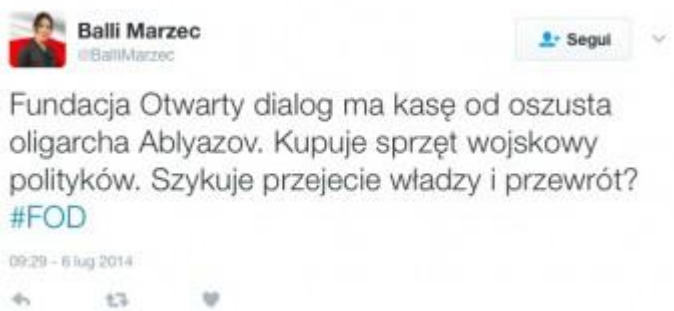 Balli Marzec
@BalliMarzec
Segui
Fundacja Otwarty dialog ma kasę od oszusta
oligarcha Ablyazov. Kupuje sprzęt wojskowy
polityków. Szykuje przejecie władzy i przewrót?
#FOD
09:29 - 6 lug 2014